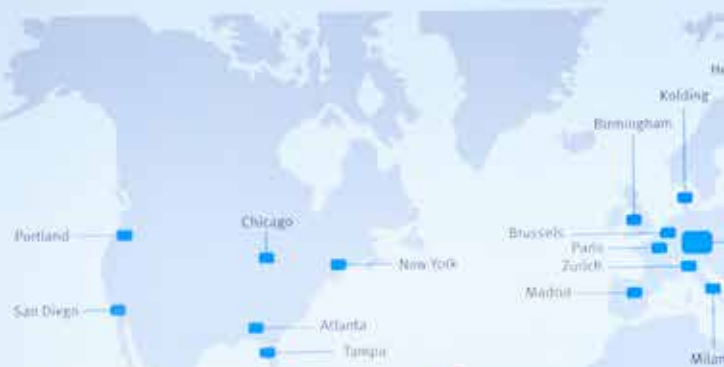 Kolding
Birmingham
Portland
Chicago
New York
Brussels
Paris
Zurich
Madrid
San Diego
Atlanta
Tampa
Milan